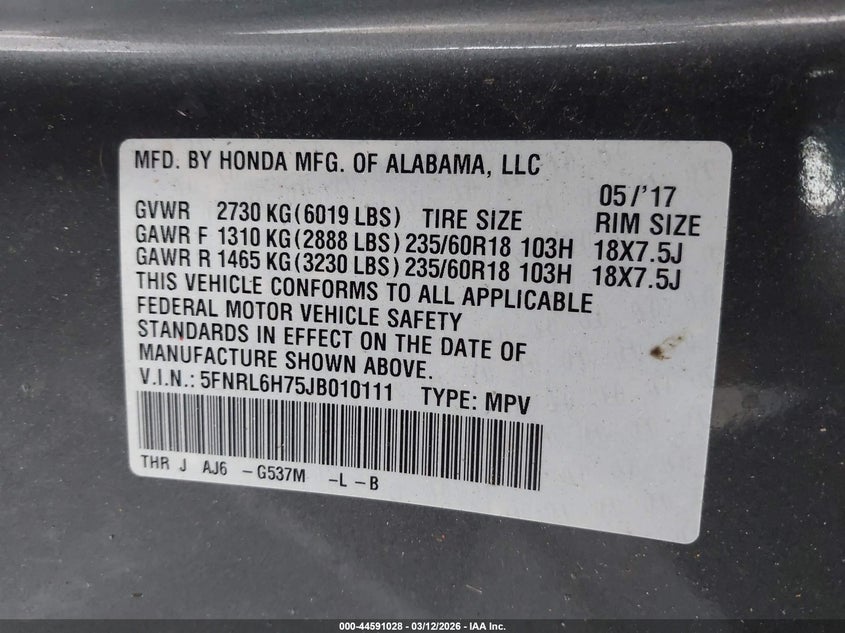 MFD. BY HONDA MFG. OF ALABAMA, LLC
05/'17
GVWR 2730 KG(6019 LBS) TIRE SIZE RIM SIZE
GAWR F 1310 KG(2888 LBS) 235/60R18 103H 18X7.5J
GAWR R 1465 KG(3230 LBS) 235/60R18 103H 18X7.5J
THIS VEHICLE CONFORMS TO ALL APPLICABLE
FEDERAL MOTOR VEHICLE SAFETY
STANDARDS IN EFFECT ON THE DATE OF
MANUFACTURE SHOWN ABOVE.
V.I.N.: 5FNRL6H75JB010111 TYPE: MPV
THR J AJ6 -G537M -L -B
000-44591028 - 03/12/2026 - IAA Inc.